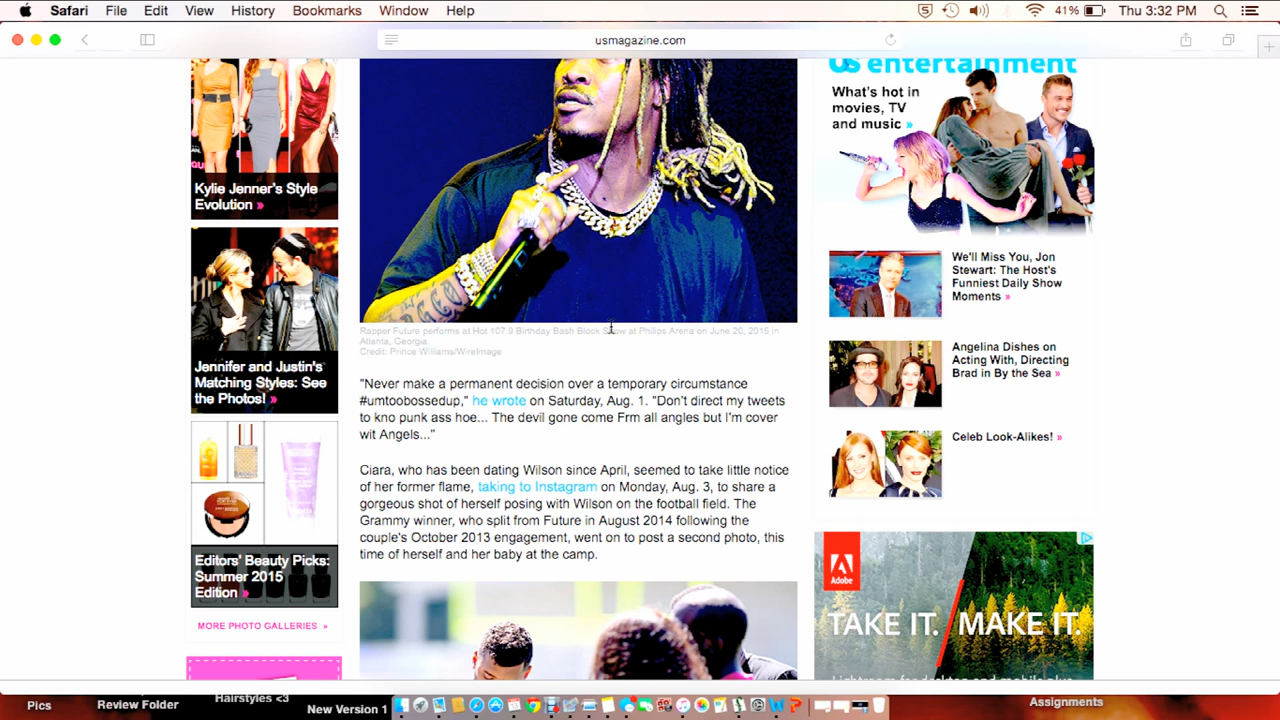 Safari File Edit View History Bookmarks Window Help
41% Thu 3:32 PM
usmagazine.com
Kylie Jenner's Style
Evolution »
Jennifer and Justin's
Matching Styles: See
the Photos! »
Editors' Beauty Picks:
Summer 2015
Edition »
MORE PHOTO GALLERIES »
Rapper Future performs at Hot 107.9 Birthday Bash Block Show at Philips Arena on June 20, 2015 in
Atlanta, Georgia.
Credit: Prince Williams/WireImage
"Never make a permanent decision over a temporary circumstance
#umtoobossedup," he wrote on Saturday, Aug. 1. "Don't direct my tweets
to kno punk ass hoe... The devil gone come Frm all angles but I'm cover
wit Angels..."
Ciara, who has been dating Wilson since April, seemed to take little notice
of her former flame, taking to Instagram on Monday, Aug. 3, to share a
gorgeous shot of herself posing with Wilson on the football field. The
Grammy winner, who split from Future in August 2014 following the
couple's October 2013 engagement, went on to post a second photo, this
time of herself and her baby at the camp.
us entertainment
What's hot in
movies, TV
and music »
We'll Miss You, Jon
Stewart: The Host's
Funniest Daily Show
Moments »
Angelina Dishes on
Acting With, Directing
Brad in By the Sea »
Celeb Look-Alikes! »
Adobe
TAKE IT. MAKE IT.
Lightroom for desktop and mobile plus
Pics
Review Folder
Hairstyles <3
New Version 1
Assignments